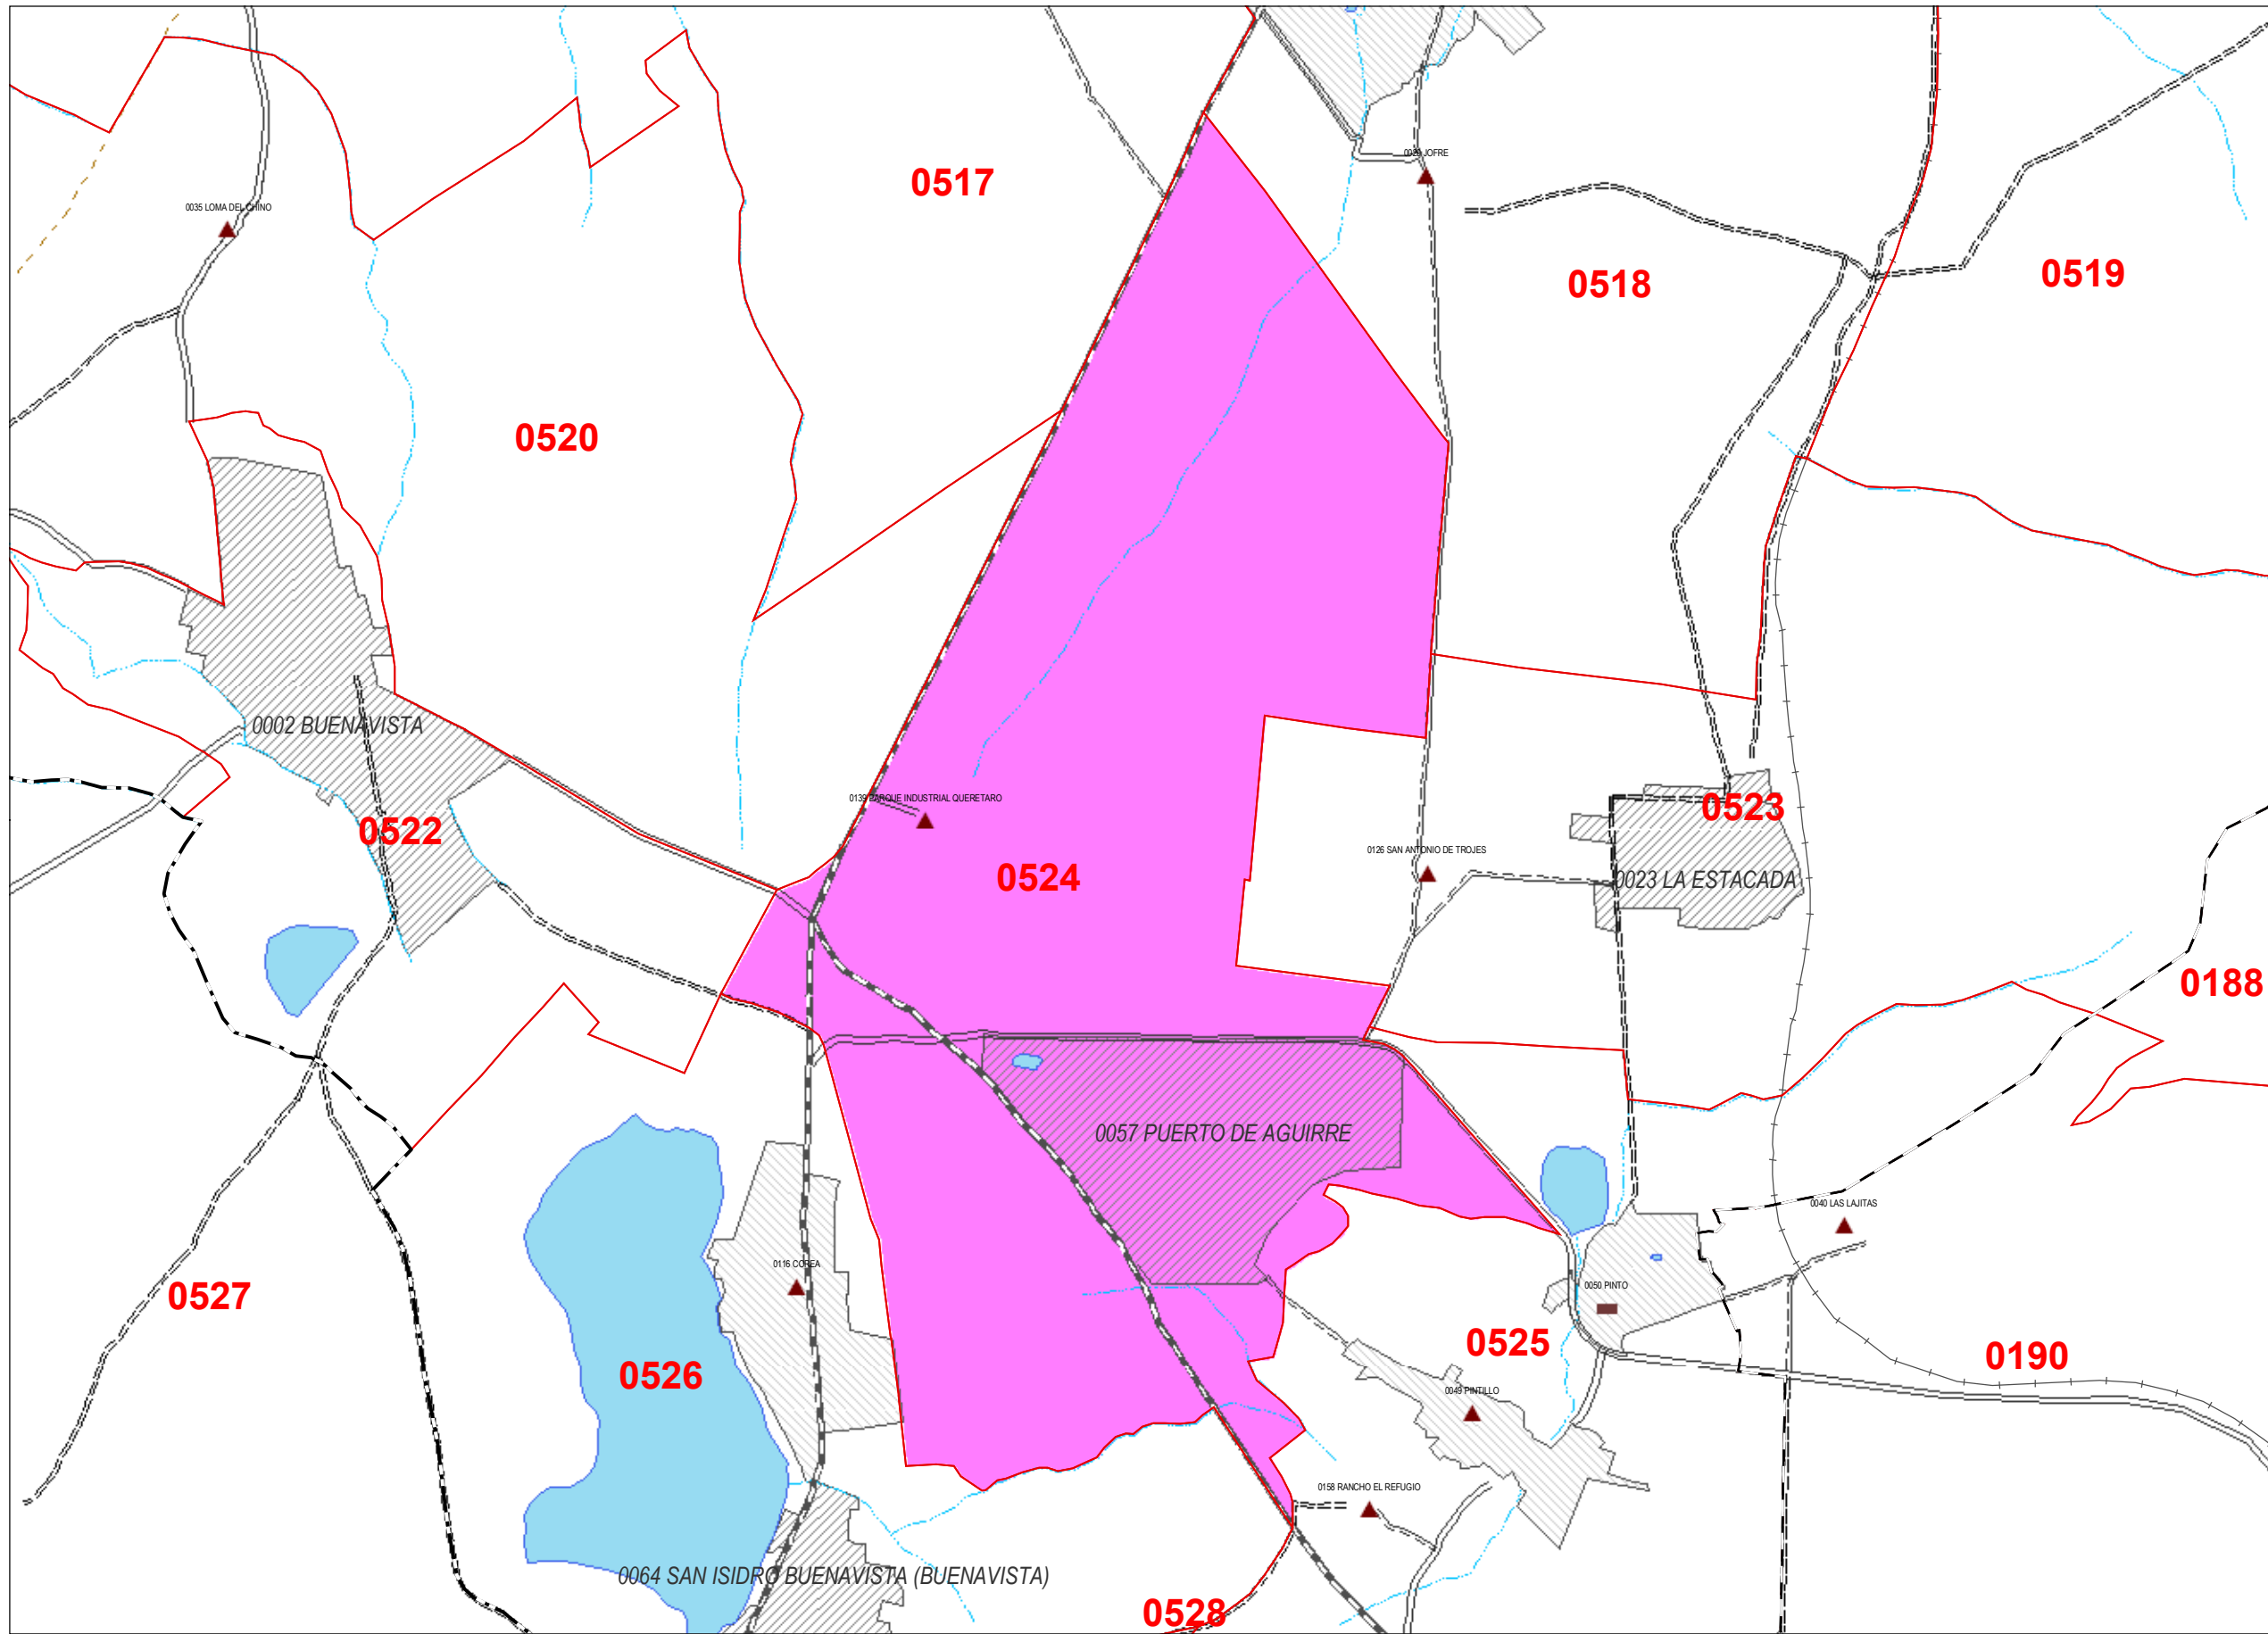 0029 JOFRE
0517
0035 LOMA DEL CHINO
0518
0519
0520
0002 BUENAVISTA
0139 PARQUE INDUSTRIAL QUERETARO
0523
0522
0126 SAN ANTONIO DE TROJES
0524
0023 LA ESTACADA
0188
0057 PUERTO DE AGUIRRE
0040 LAS LAJITAS
0116 COREA
0050 PINTO
0527
0525
0190
0526
0049 PINTILLO
0158 RANCHO EL REFUGIO
0064 SAN ISIDRO BUENAVISTA (BUENAVISTA)
0528